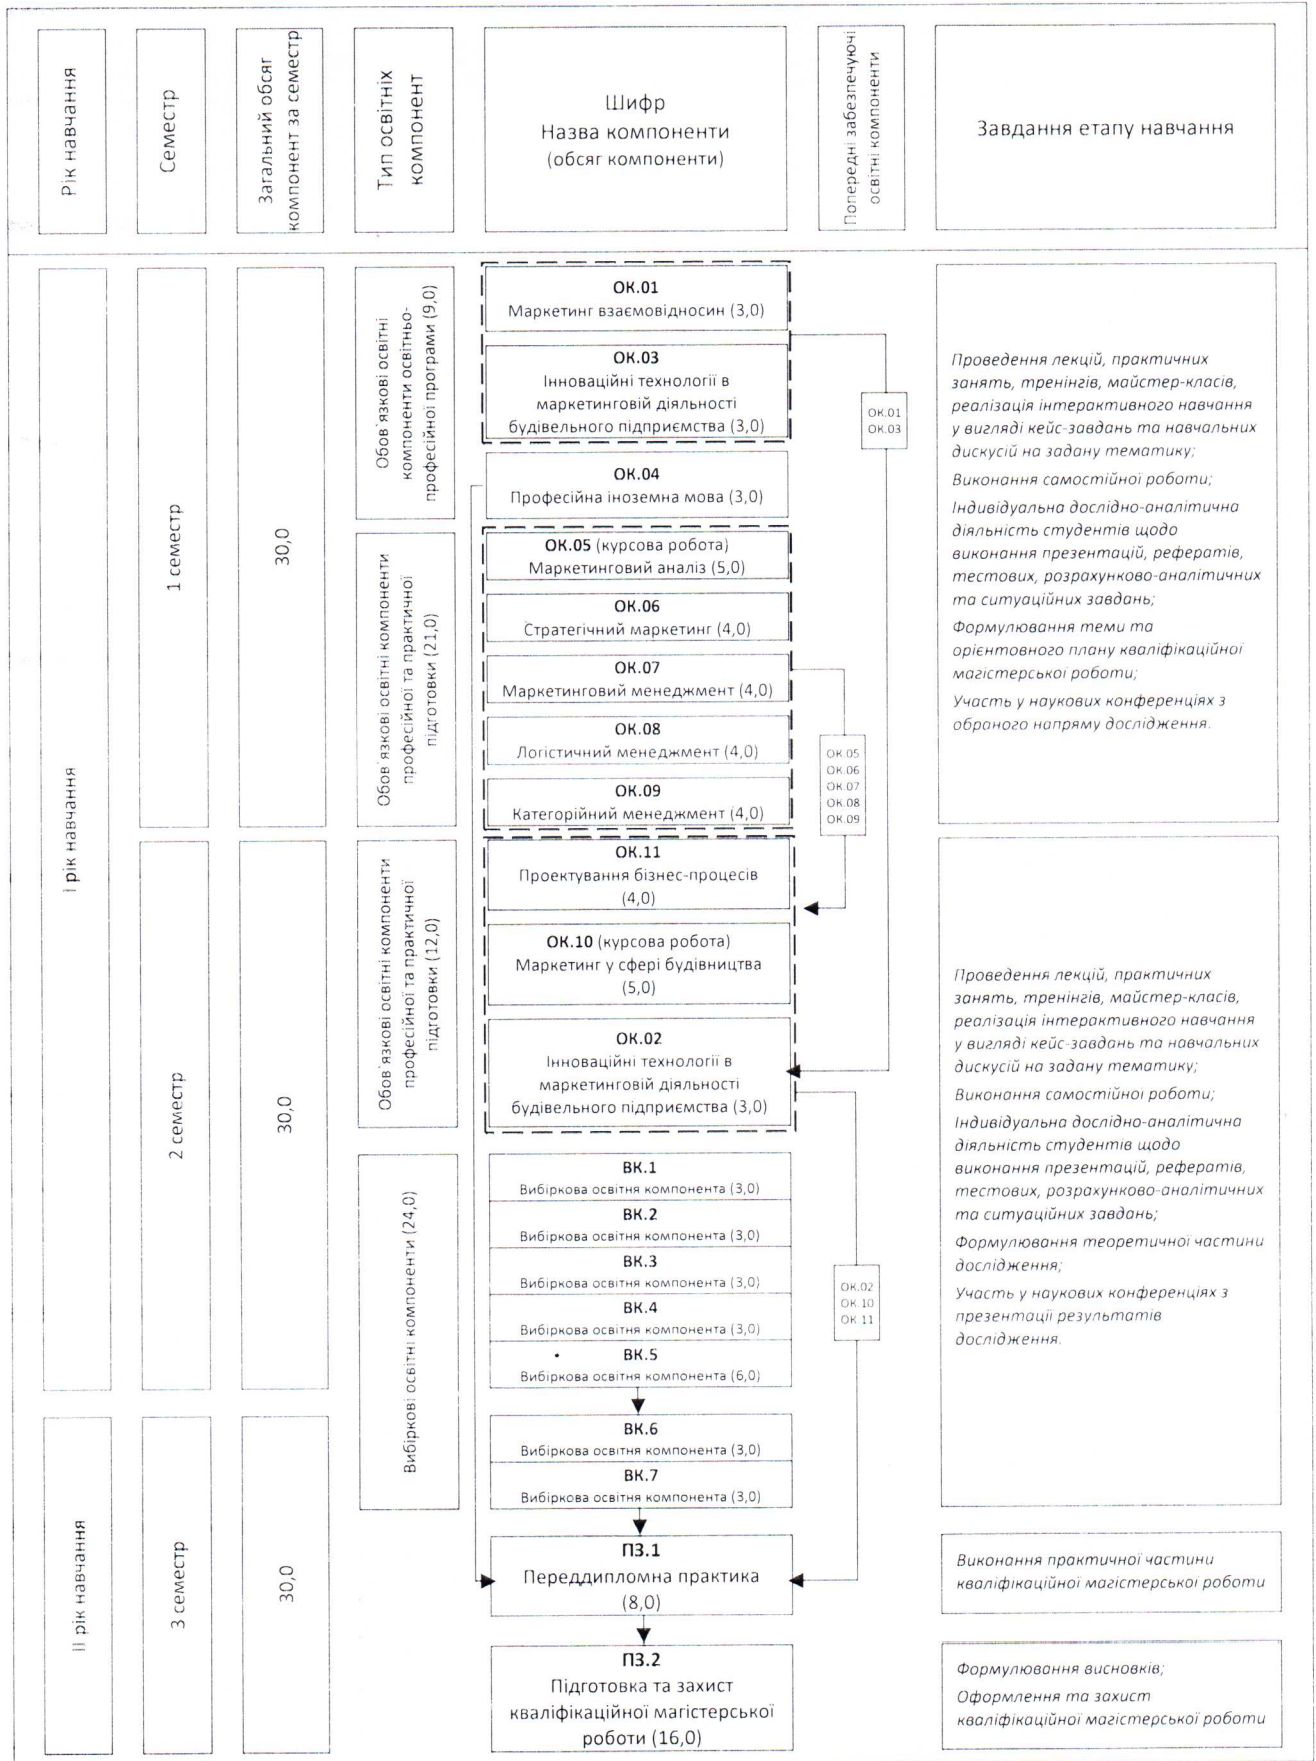 Рік навчання
Семестр
Загальний обсяг
компонент за семестр
Тип освітніх
компонент
Шифр
Назва компоненти
(обсяг компоненти)
Попередні забезпечуючі
освітні компоненти
Завдання етапу навчання
І рік навчання
1 семестр
30,0
Обов`язкові освітні
компоненти освітньо-
професійної програми (9,0)
ОК.01
Маркетинг взаємовідносин (3,0)
ОК.03
Інноваційні технології в
маркетинговій діяльності
будівельного підприємства (3,0)
ОК.04
Професійна іноземна мова (3,0)
ОК.01
ОК.03
Обов`язкові освітні компоненти
професійної та практичної
підготовки (21,0)
ОК.05 (курсова робота)
Маркетинговий аналіз (5,0)
ОК.06
Стратегічний маркетинг (4,0)
ОК.07
Маркетинговий менеджмент (4,0)
ОК.08
Логістичний менеджмент (4,0)
ОК.09
Категорійний менеджмент (4,0)
ОК.05
ОК.06
ОК.07
ОК.08
ОК.09
Проведення лекцій, практичних
занять, тренінгів, майстер-класів,
реалізація інтерактивного навчання
у вигляді кейс-завдань та навчальних
дискусій на задану тематику;
Виконання самостійної роботи;
Індивідуальна дослідно-аналітична
діяльність студентів щодо
виконання презентацій, рефератів,
тестових, розрахунково-аналітичних
та ситуаційних завдань;
Формулювання теми та
орієнтовного плану кваліфікаційної
магістерської роботи;
Участь у наукових конференціях з
обраного напряму дослідження.
2 семестр
30,0
Обов`язкові освітні компоненти
професійної та практичної
підготовки (12,0)
ОК.11
Проектування бізнес-процесів
(4,0)
ОК.10 (курсова робота)
Маркетинг у сфері будівництва
(5,0)
ОК.02
Інноваційні технології в
маркетинговій діяльності
будівельного підприємства (3,0)
Вибіркові освітні компоненти (24,0)
ВК.1
Вибіркова освітня компонента (3,0)
ВК.2
Вибіркова освітня компонента (3,0)
ВК.3
Вибіркова освітня компонента (3,0)
ВК.4
Вибіркова освітня компонента (3,0)
ВК.5
Вибіркова освітня компонента (6,0)
ОК.02
ОК.10
ОК.11
Проведення лекцій, практичних
занять, тренінгів, майстер-класів,
реалізація інтерактивного навчання
у вигляді кейс-завдань та навчальних
дискусій на задану тематику;
Виконання самостійної роботи;
Індивідуальна дослідно-аналітична
діяльність студентів щодо
виконання презентацій, рефератів,
тестових, розрахунково-аналітичних
та ситуаційних завдань;
Формулювання теоретичної частини
дослідження;
Участь у наукових конференціях з
презентації результатів
дослідження.
ІІ рік навчання
3 семестр
30,0
ВК.6
Вибіркова освітня компонента (3,0)
ВК.7
Вибіркова освітня компонента (3,0)
ПЗ.1
Переддипломна практика
(8,0)
Виконання практичної частини
кваліфікаційної магістерської роботи
ПЗ.2
Підготовка та захист
кваліфікаційної магістерської
роботи (16,0)
Формулювання висновків;
Оформлення та захист
кваліфікаційної магістерської роботи